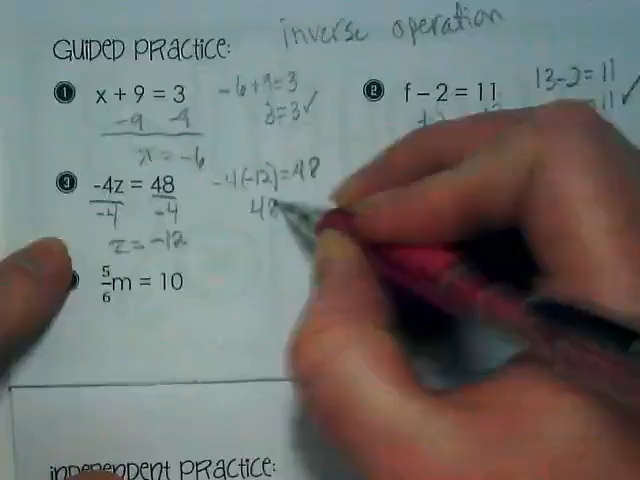 inverse operation
GUIDED PRACTICE:
1 x + 9 = 3
-9 -9
x = -6
-6+9=3
3=3✓
2 f - 2 = 11
13-2=11
11✓
3 -4z = 48
-4 -4
z = -12
-4(-12)=48
48
5/6 m = 10
INDEPENDENT PRACTICE: